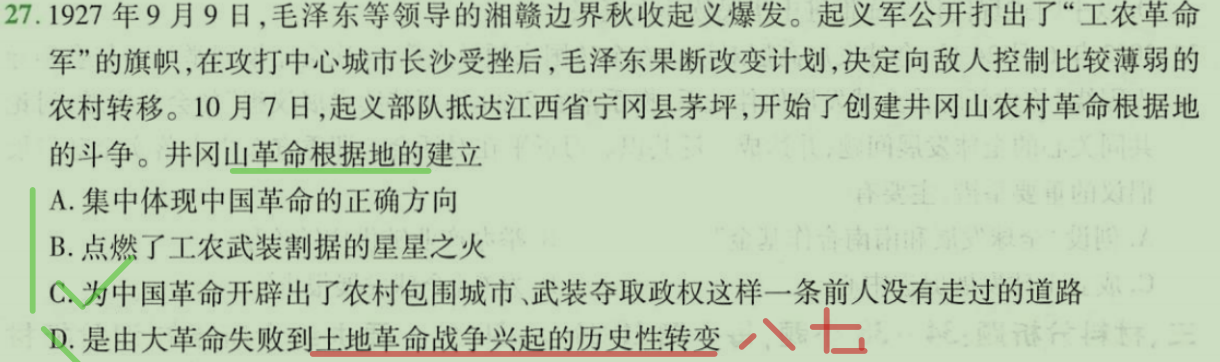 27. 1927 年 9 月 9 日,毛泽东等领导的湘赣边界秋收起义爆发。起义军公开打出了“工农革命
军”的旗帜,在攻打中心城市长沙受挫后,毛泽东果断改变计划,决定向敌人控制比较薄弱的
农村转移。10 月 7 日,起义部队抵达江西省宁冈县茅坪,开始了创建井冈山农村革命根据地
的斗争。井冈山革命根据地的建立
A. 集中体现中国革命的正确方向
B. 点燃了工农武装割据的星星之火
C. 为中国革命开辟出了农村包围城市、武装夺取政权这样一条前人没有走过的道路
D. 是由大革命失败到土地革命战争兴起的历史性转变